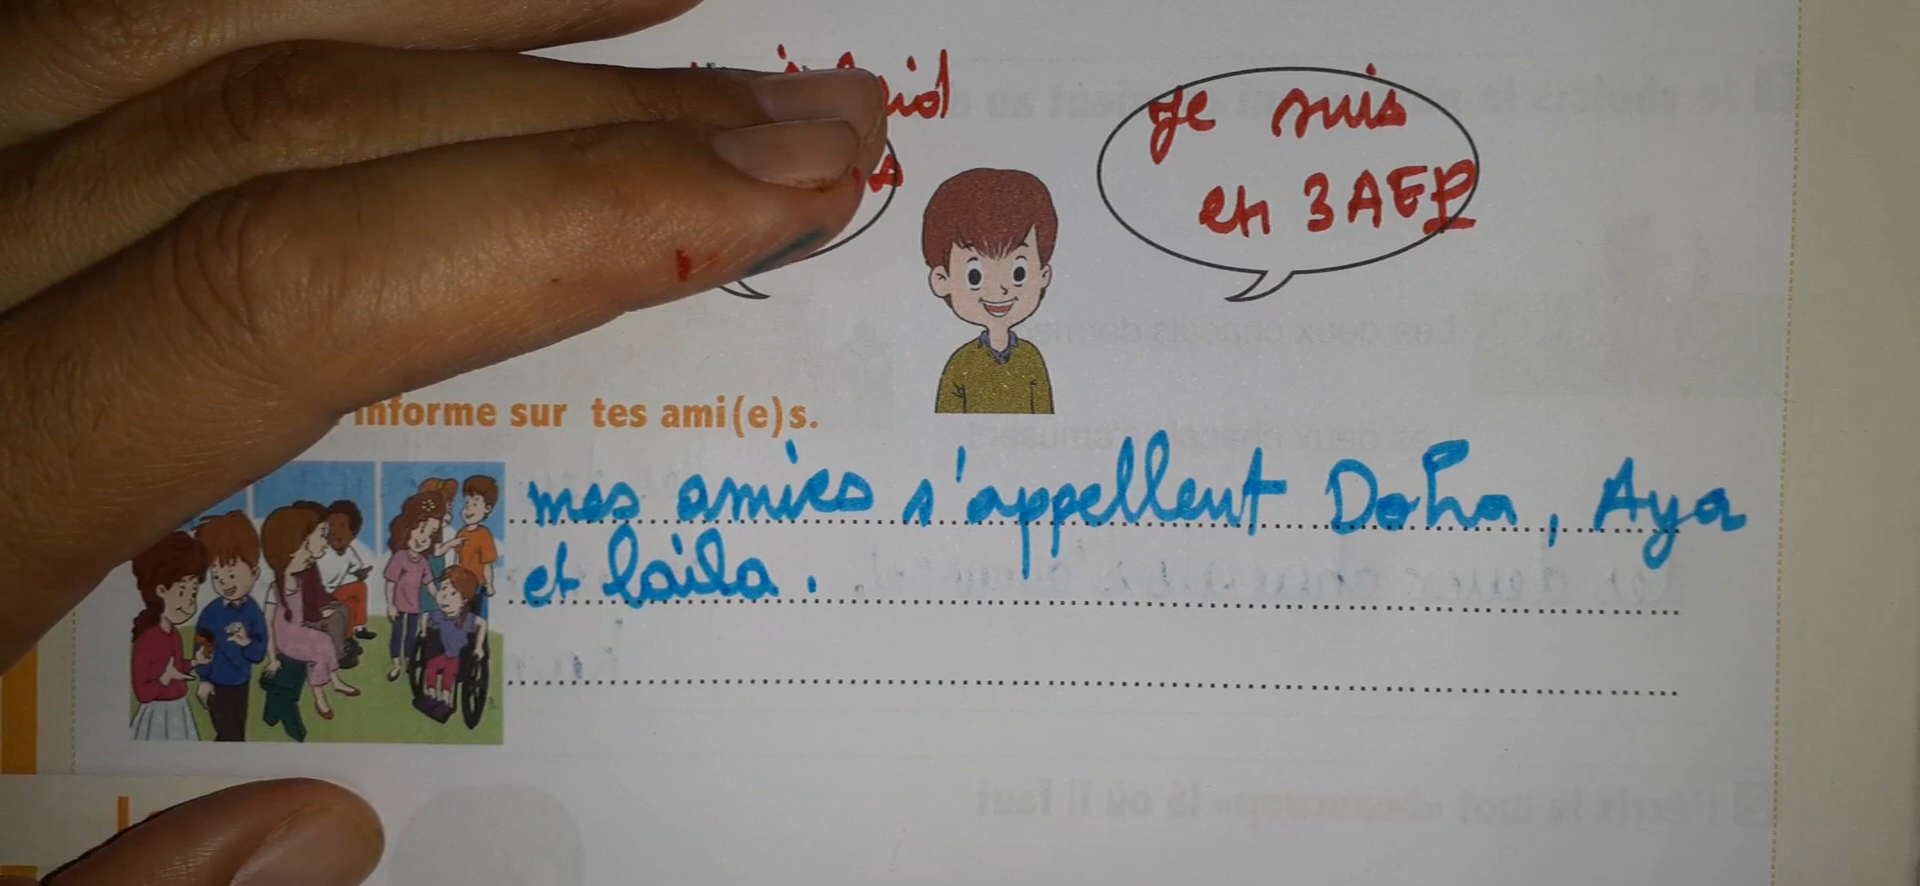 je suis
en 3AEP
informe sur tes ami(e)s.
mes amies s'appellent Doha, Aya
et laila.